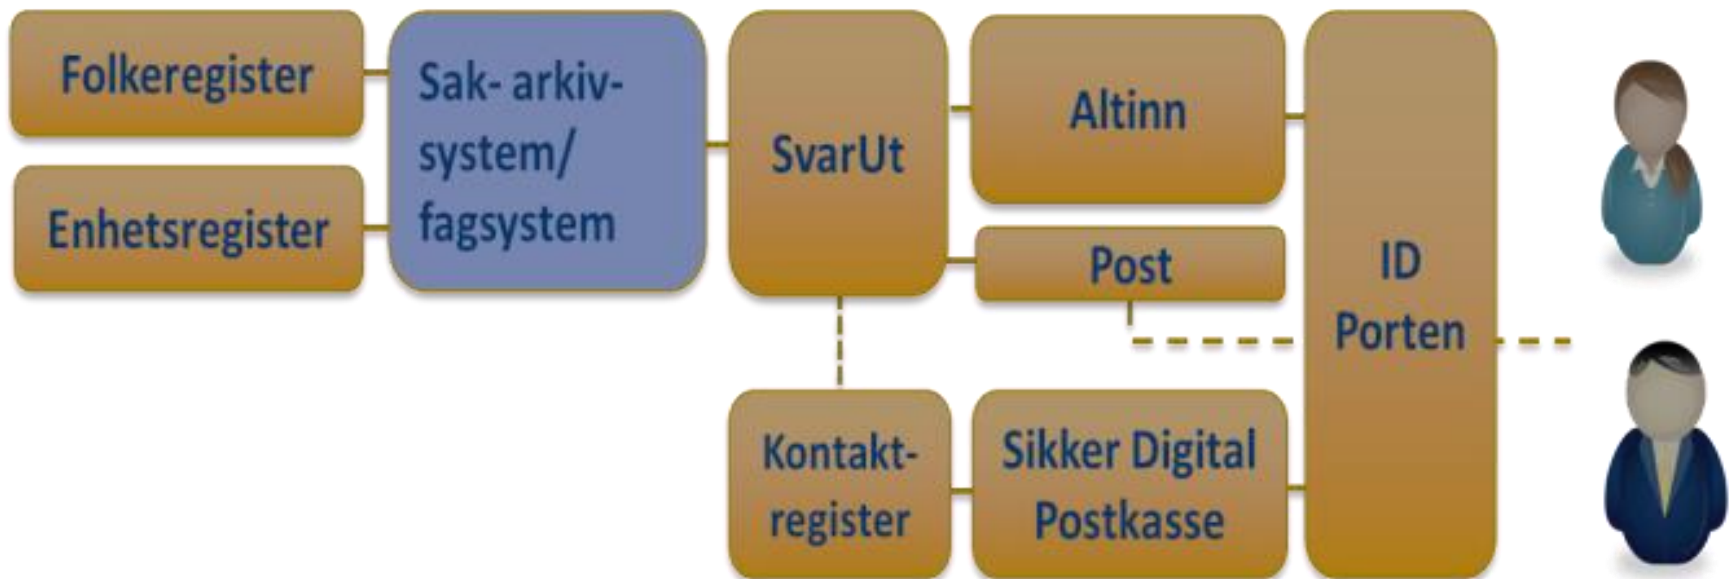 Folkeregister
Enhetsregister
Sak- arkiv-
system/
fagsystem
SvarUt
Altinn
Post
ID
Porten
Kontakt-
register
Sikker Digital
Postkasse